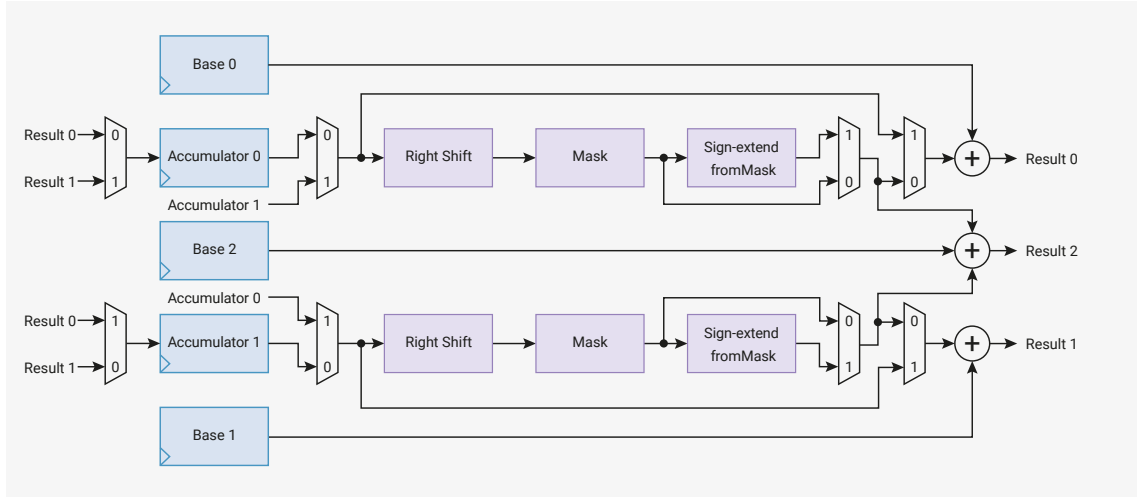 Base 0
Result 0
0
Result 1
1
Accumulator 0
0
1
Accumulator 1
Right Shift
Mask
Sign-extend
fromMask
1
0
1
0
+
Result 0
Base 2
+
Result 2
Accumulator 0
Result 0
1
Result 1
0
Accumulator 1
1
0
Right Shift
Mask
Sign-extend
fromMask
0
1
0
1
+
Result 1
Base 1